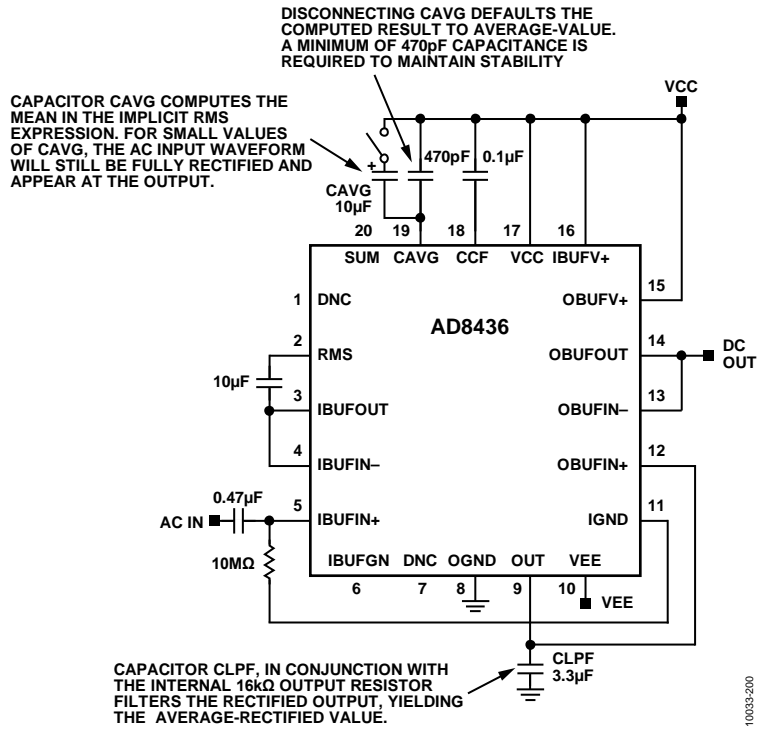 DISCONNECTING CAVG DEFAULTS THE
COMPUTED RESULT TO AVERAGE-VALUE.
A MINIMUM OF 470pF CAPACITANCE IS
REQUIRED TO MAINTAIN STABILITY
VCC
CAPACITOR CAVG COMPUTES THE
MEAN IN THE IMPLICIT RMS
EXPRESSION. FOR SMALL VALUES
OF CAVG, THE AC INPUT WAVEFORM
WILL STILL BE FULLY RECTIFIED AND
APPEAR AT THE OUTPUT.
+
CAVG
10µF
470pF
0.1µF
20 19 18 17 16
SUM CAVG CCF VCC IBUFV+
1 DNC
OBUFV+ 15
AD8436
2 RMS
OBUFOUT 14
DC
OUT
10µF
3 IBUFOUT
OBUFIN– 13
4 IBUFIN–
OBUFIN+ 12
0.47µF
AC IN
5 IBUFIN+
IGND 11
10MΩ
IBUFGN DNC OGND OUT VEE
6 7 8 9 10
VEE
CAPACITOR CLPF, IN CONJUNCTION WITH
THE INTERNAL 16kΩ OUTPUT RESISTOR
FILTERS THE RECTIFIED OUTPUT, YIELDING
THE AVERAGE-RECTIFIED VALUE.
CLPF
3.3µF
10033-200